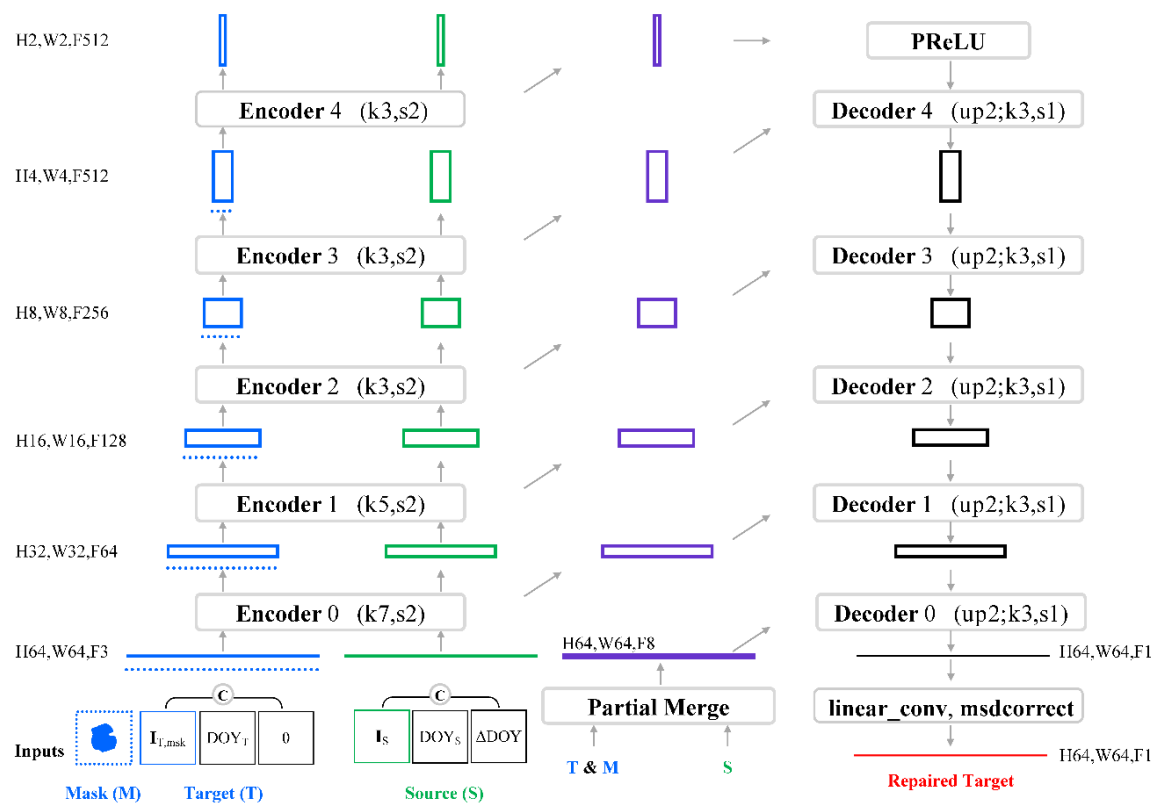 H2,W2,F512
PReLU
Encoder 4 (k3,s2)
Decoder 4 (up2;k3,s1)
H4,W4,F512
Encoder 3 (k3,s2)
Decoder 3 (up2;k3,s1)
H8,W8,F256
Encoder 2 (k3,s2)
Decoder 2 (up2;k3,s1)
H16,W16,F128
Encoder 1 (k5,s2)
Decoder 1 (up2;k3,s1)
H32,W32,F64
Encoder 0 (k7,s2)
Decoder 0 (up2;k3,s1)
H64,W64,F3
H64,W64,F8
H64,W64,F1
C
C
Partial Merge
linear_conv, msdcorrect
Inputs
I_T,msk
DOY_T
0
I_S
DOY_S
ΔDOY
T & M
S
H64,W64,F1
Mask (M)
Target (T)
Source (S)
Repaired Target